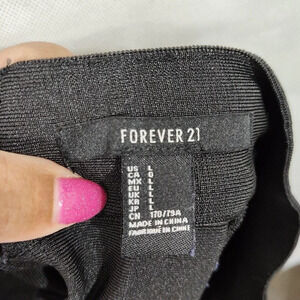 FOREVER 21
US L
CA G
MX L
EU L
UK L
KR L
JP L
CN 170/79A
MADE IN CHINA
FABRIQUÉ EN CHINE